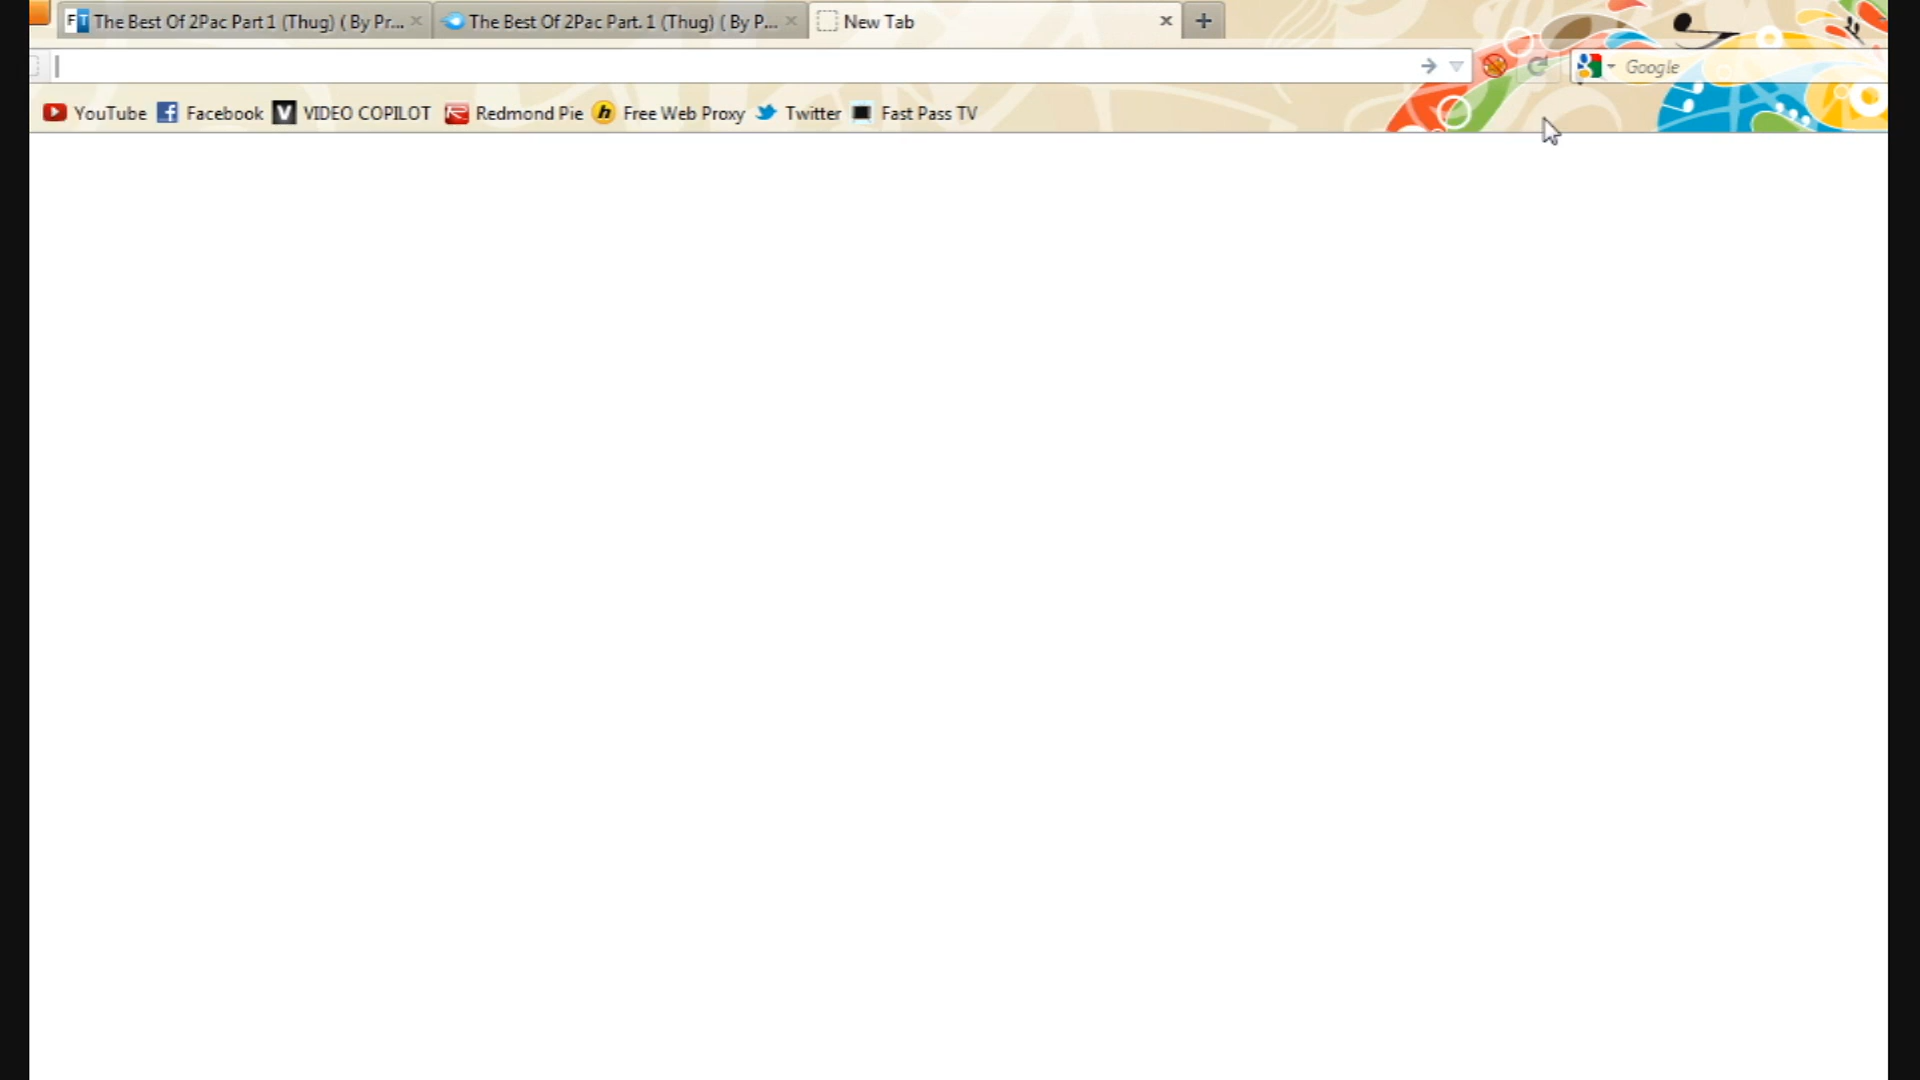 FT The Best Of 2Pac Part 1 (Thug) ( By Pr... The Best Of 2Pac Part. 1 (Thug) ( By P... New Tab
Google
YouTube Facebook V VIDEO COPILOT Redmond Pie h Free Web Proxy Twitter Fast Pass TV